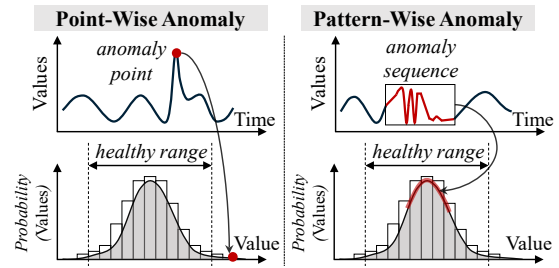 Point-Wise Anomaly
anomaly
point
Values
Time
healthy range
Probability
(Values)
Value
Pattern-Wise Anomaly
anomaly
sequence
Values
Time
healthy range
Probability
(Values)
Value